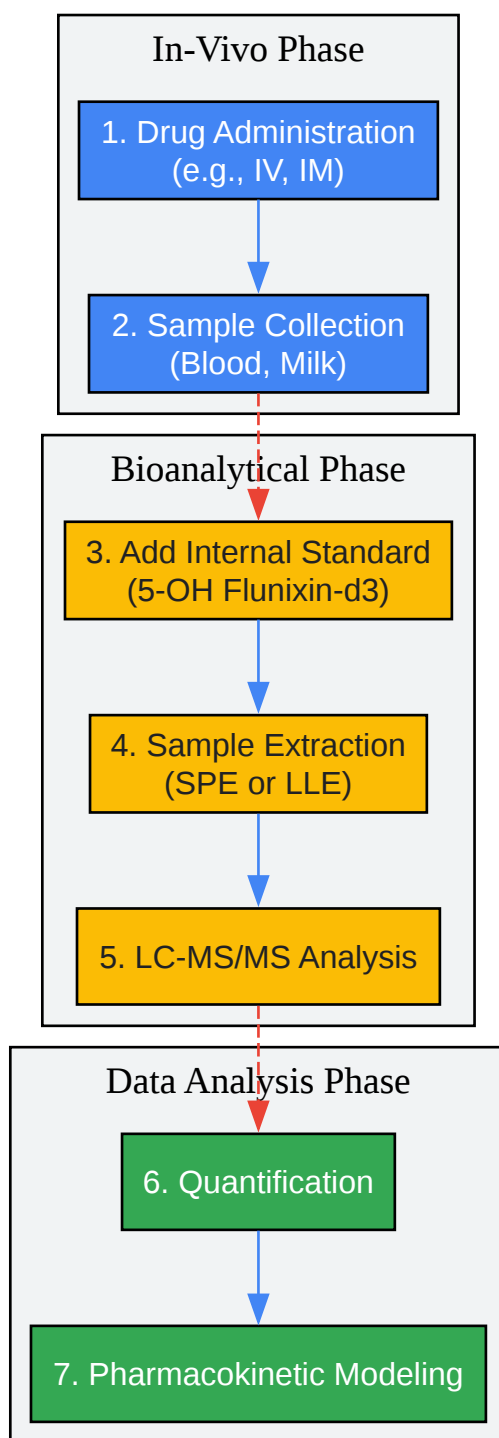 In-Vivo Phase
1. Drug Administration
(e.g., IV, IM)
2. Sample Collection
(Blood, Milk)
Bioanalytical Phase
3. Add Internal Standard
(5-OH Flunixin-d3)
4. Sample Extraction
(SPE or LLE)
5. LC-MS/MS Analysis
Data Analysis Phase
6. Quantification
7. Pharmacokinetic Modeling